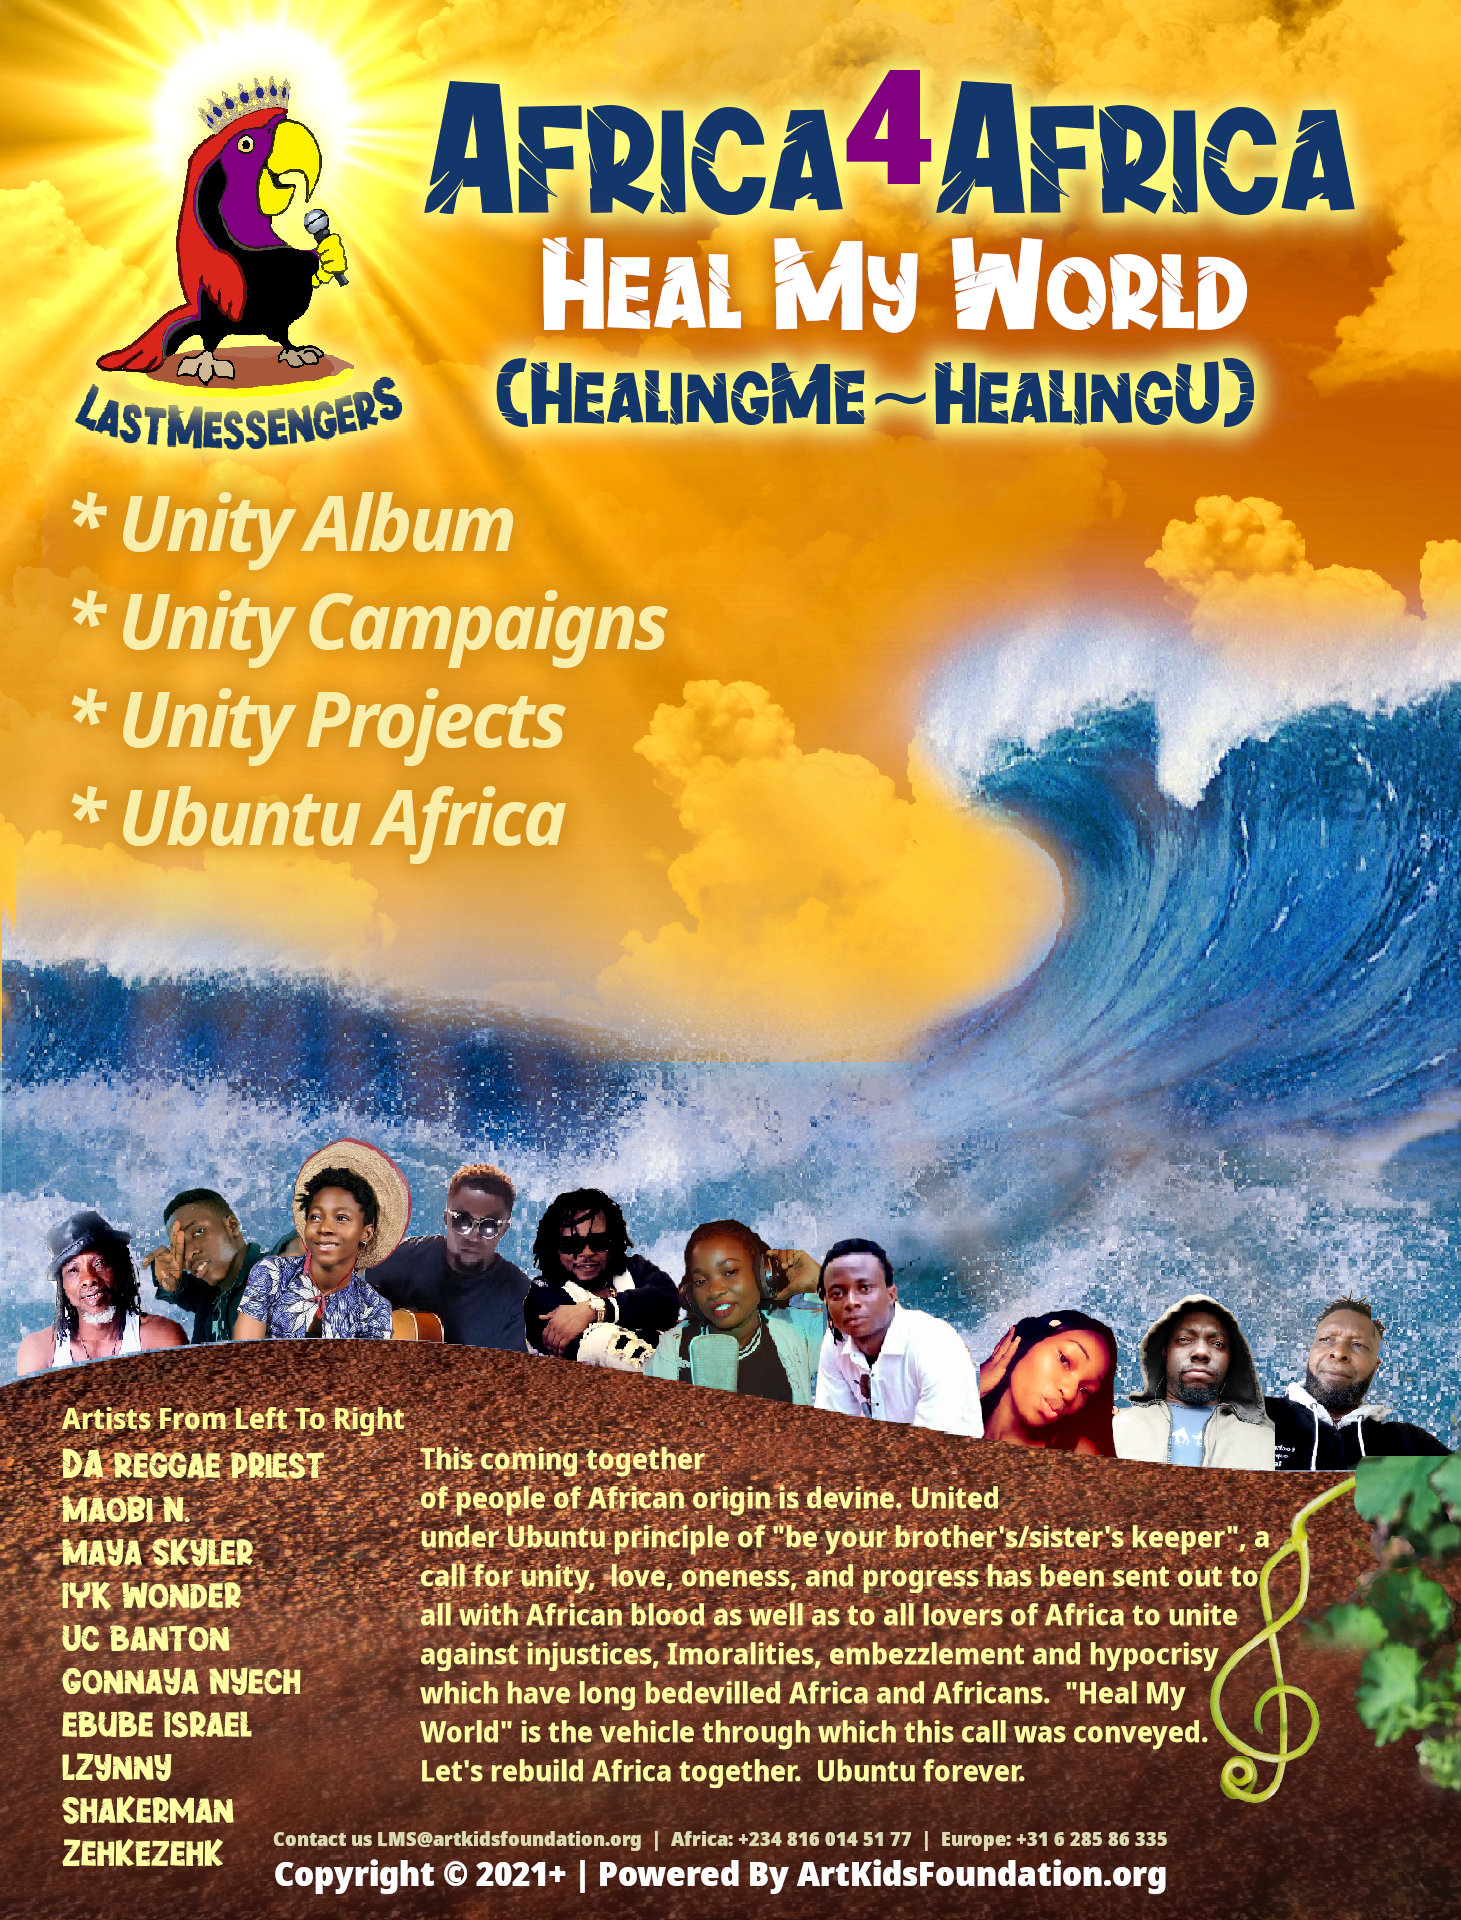 Africa4Africa
Heal My World
(HealingMe~HealingU)
LastMessengers
* Unity Album
* Unity Campaigns
* Unity Projects
* Ubuntu Africa
Artists From Left To Right
DA REGGAE PRIEST
MAOBI N.
MAYA SKYLER
IYK WONDER
UC BANTON
GONNAYA NYECH
EBUBE ISRAEL
LZYNNY
SHAKERMAN
ZEHKEZEHK
This coming together
of people of African origin is devine. United
under Ubuntu principle of "be your brother's/sister's keeper", a
call for unity,  love, oneness, and progress has been sent out to
all with African blood as well as to all lovers of Africa to unite
against injustices, Imoralities, embezzlement and hypocrisy
which have long bedevilled Africa and Africans.  "Heal My
World" is the vehicle through which this call was conveyed.
Let's rebuild Africa together.  Ubuntu forever.
Contact us LMS@artkidsfoundation.org  |  Africa: +234 816 014 51 77  |  Europe: +31 6 285 86 335
Copyright © 2021+ | Powered By ArtKidsFoundation.org